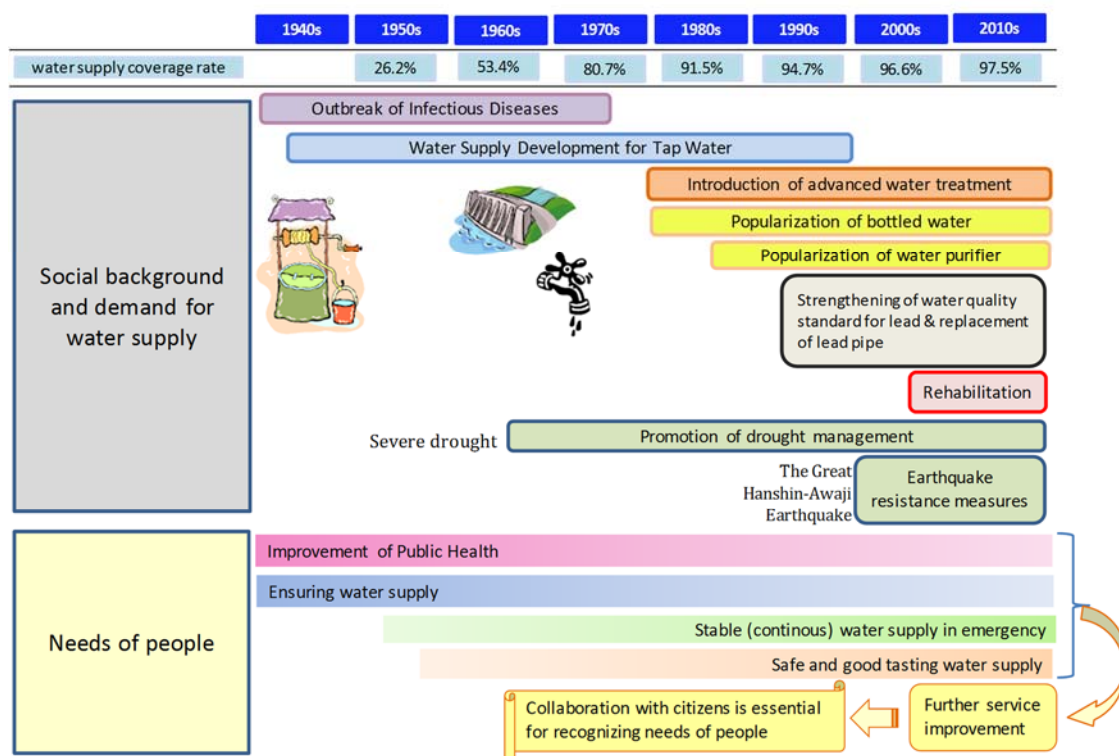 1940s 1950s 1960s 1970s 1980s 1990s 2000s 2010s
water supply coverage rate 26.2% 53.4% 80.7% 91.5% 94.7% 96.6% 97.5%
Social background
and demand for
water supply
Outbreak of Infectious Diseases
Water Supply Development for Tap Water
Introduction of advanced water treatment
Popularization of bottled water
Popularization of water purifier
Strengthening of water quality
standard for lead & replacement
of lead pipe
Rehabilitation
Severe drought
Promotion of drought management
The Great
Hanshin-Awaji
Earthquake
Earthquake
resistance measures
Needs of people
Improvement of Public Health
Ensuring water supply
Stable (continous) water supply in emergency
Safe and good tasting water supply
Further service
improvement
Collaboration with citizens is essential
for recognizing needs of people